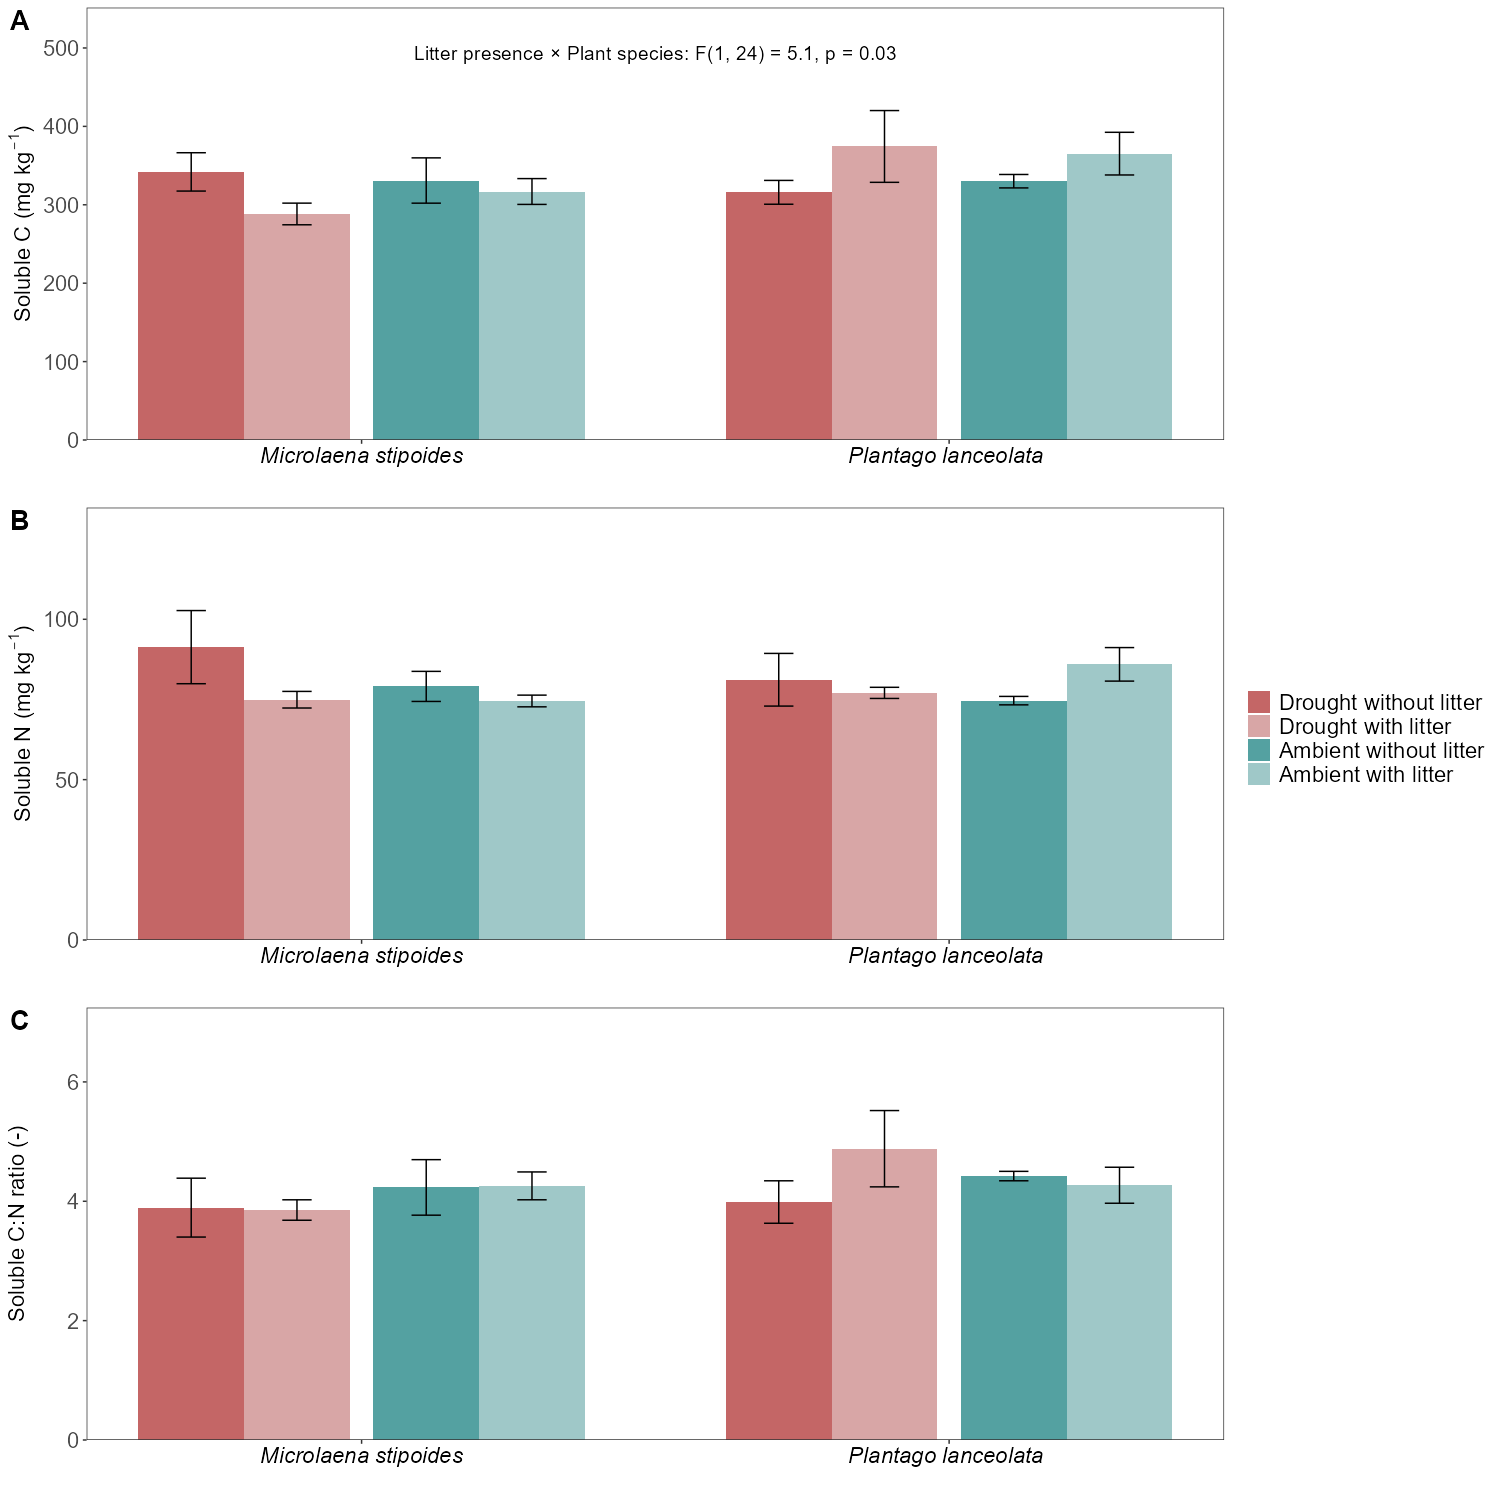 A
Litter presence × Plant species: F(1, 24) = 5.1, p = 0.03
Soluble C (mg kg⁻¹)
500
400
300
200
100
0
Microlaena stipoides
Plantago lanceolata
B
Soluble N (mg kg⁻¹)
100
50
0
Microlaena stipoides
Plantago lanceolata
Drought without litter
Drought with litter
Ambient without litter
Ambient with litter
C
Soluble C:N ratio (-)
6
4
2
0
Microlaena stipoides
Plantago lanceolata